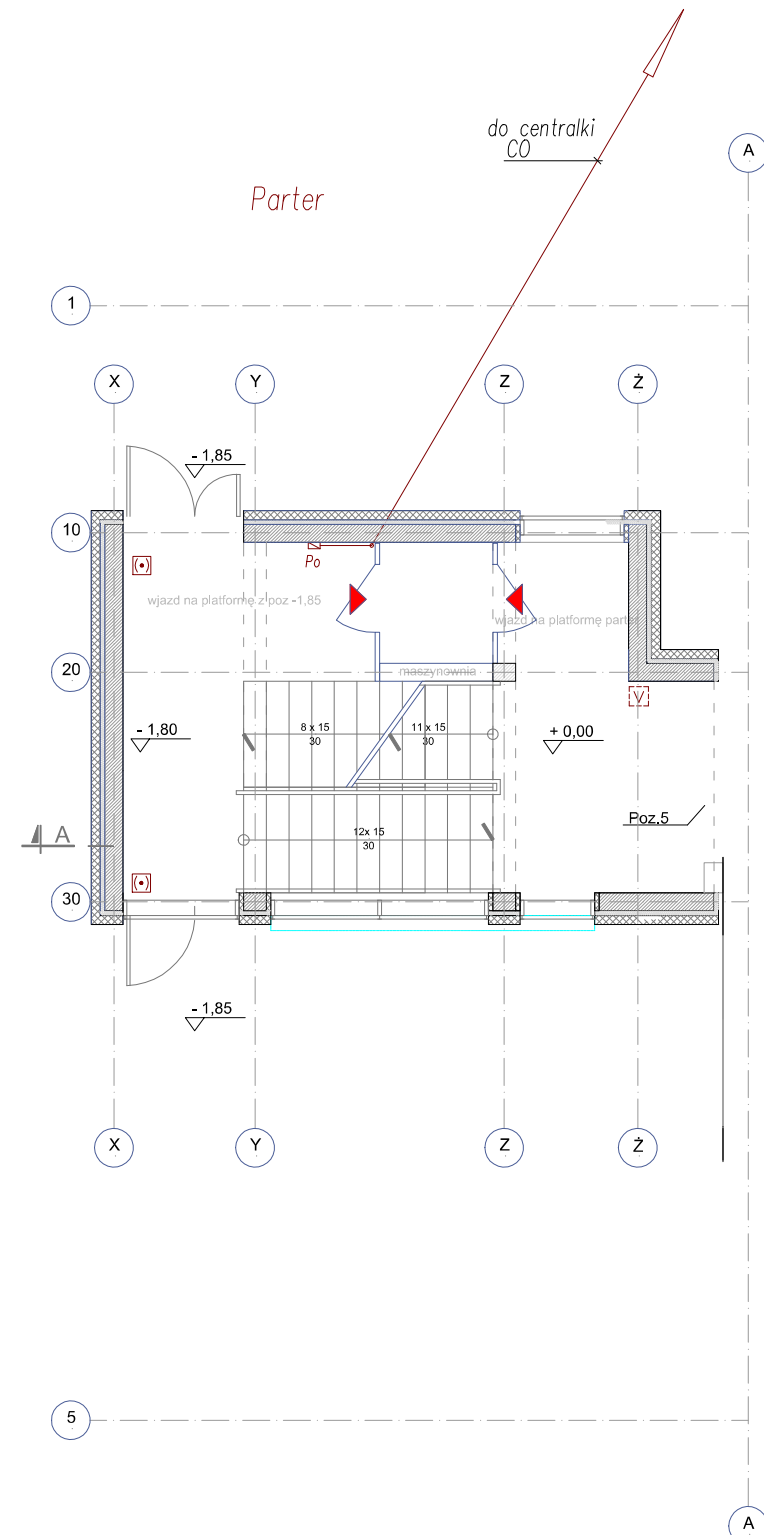 do centralki
CO
A
Parter
1
X
Y
Z
Ż
- 1,85
10
Po
wjazd na platformę z poz -1,85
wjazd na platformę parter
20
maszynownia
V
- 1,80
8 x 15
30
11 x 15
30
+ 0,00
Poz.5
A
12x 15
30
30
- 1,85
X
Y
Z
Ż
5
A